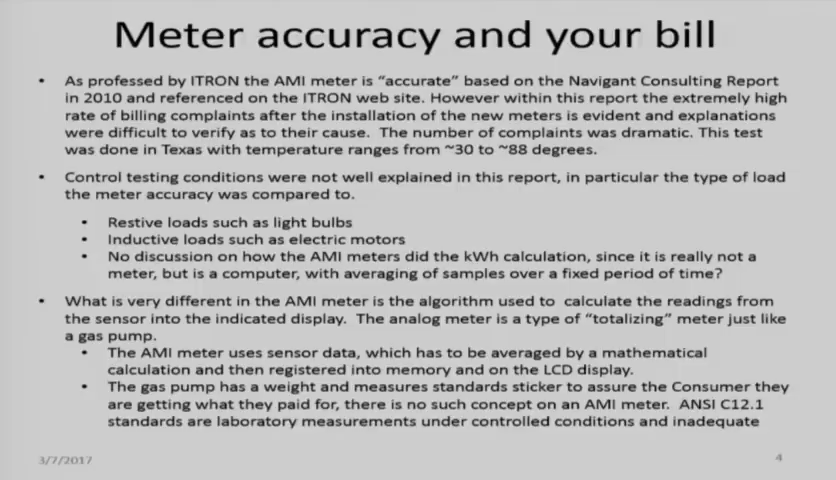 Meter accuracy and your bill
• As professed by ITRON the AMI meter is “accurate” based on the Navigant Consulting Report
in 2010 and referenced on the ITRON web site. However within this report the extremely high
rate of billing complaints after the installation of the new meters is evident and explanations
were difficult to verify as to their cause. The number of complaints was dramatic. This test
was done in Texas with temperature ranges from ~30 to ~88 degrees.
• Control testing conditions were not well explained in this report, in particular the type of load
the meter accuracy was compared to.
• Restive loads such as light bulbs
• Inductive loads such as electric motors
• No discussion on how the AMI meters did the kWh calculation, since it is really not a
meter, but is a computer, with averaging of samples over a fixed period of time?
• What is very different in the AMI meter is the algorithm used to calculate the readings from
the sensor into the indicated display. The analog meter is a type of “totalizing” meter just like
a gas pump.
• The AMI meter uses sensor data, which has to be averaged by a mathematical
calculation and then registered into memory and on the LCD display.
• The gas pump has a weight and measures standards sticker to assure the Consumer they
are getting what they paid for, there is no such concept on an AMI meter. ANSI C12.1
standards are laboratory measurements under controlled conditions and inadequate
3/7/2017
4